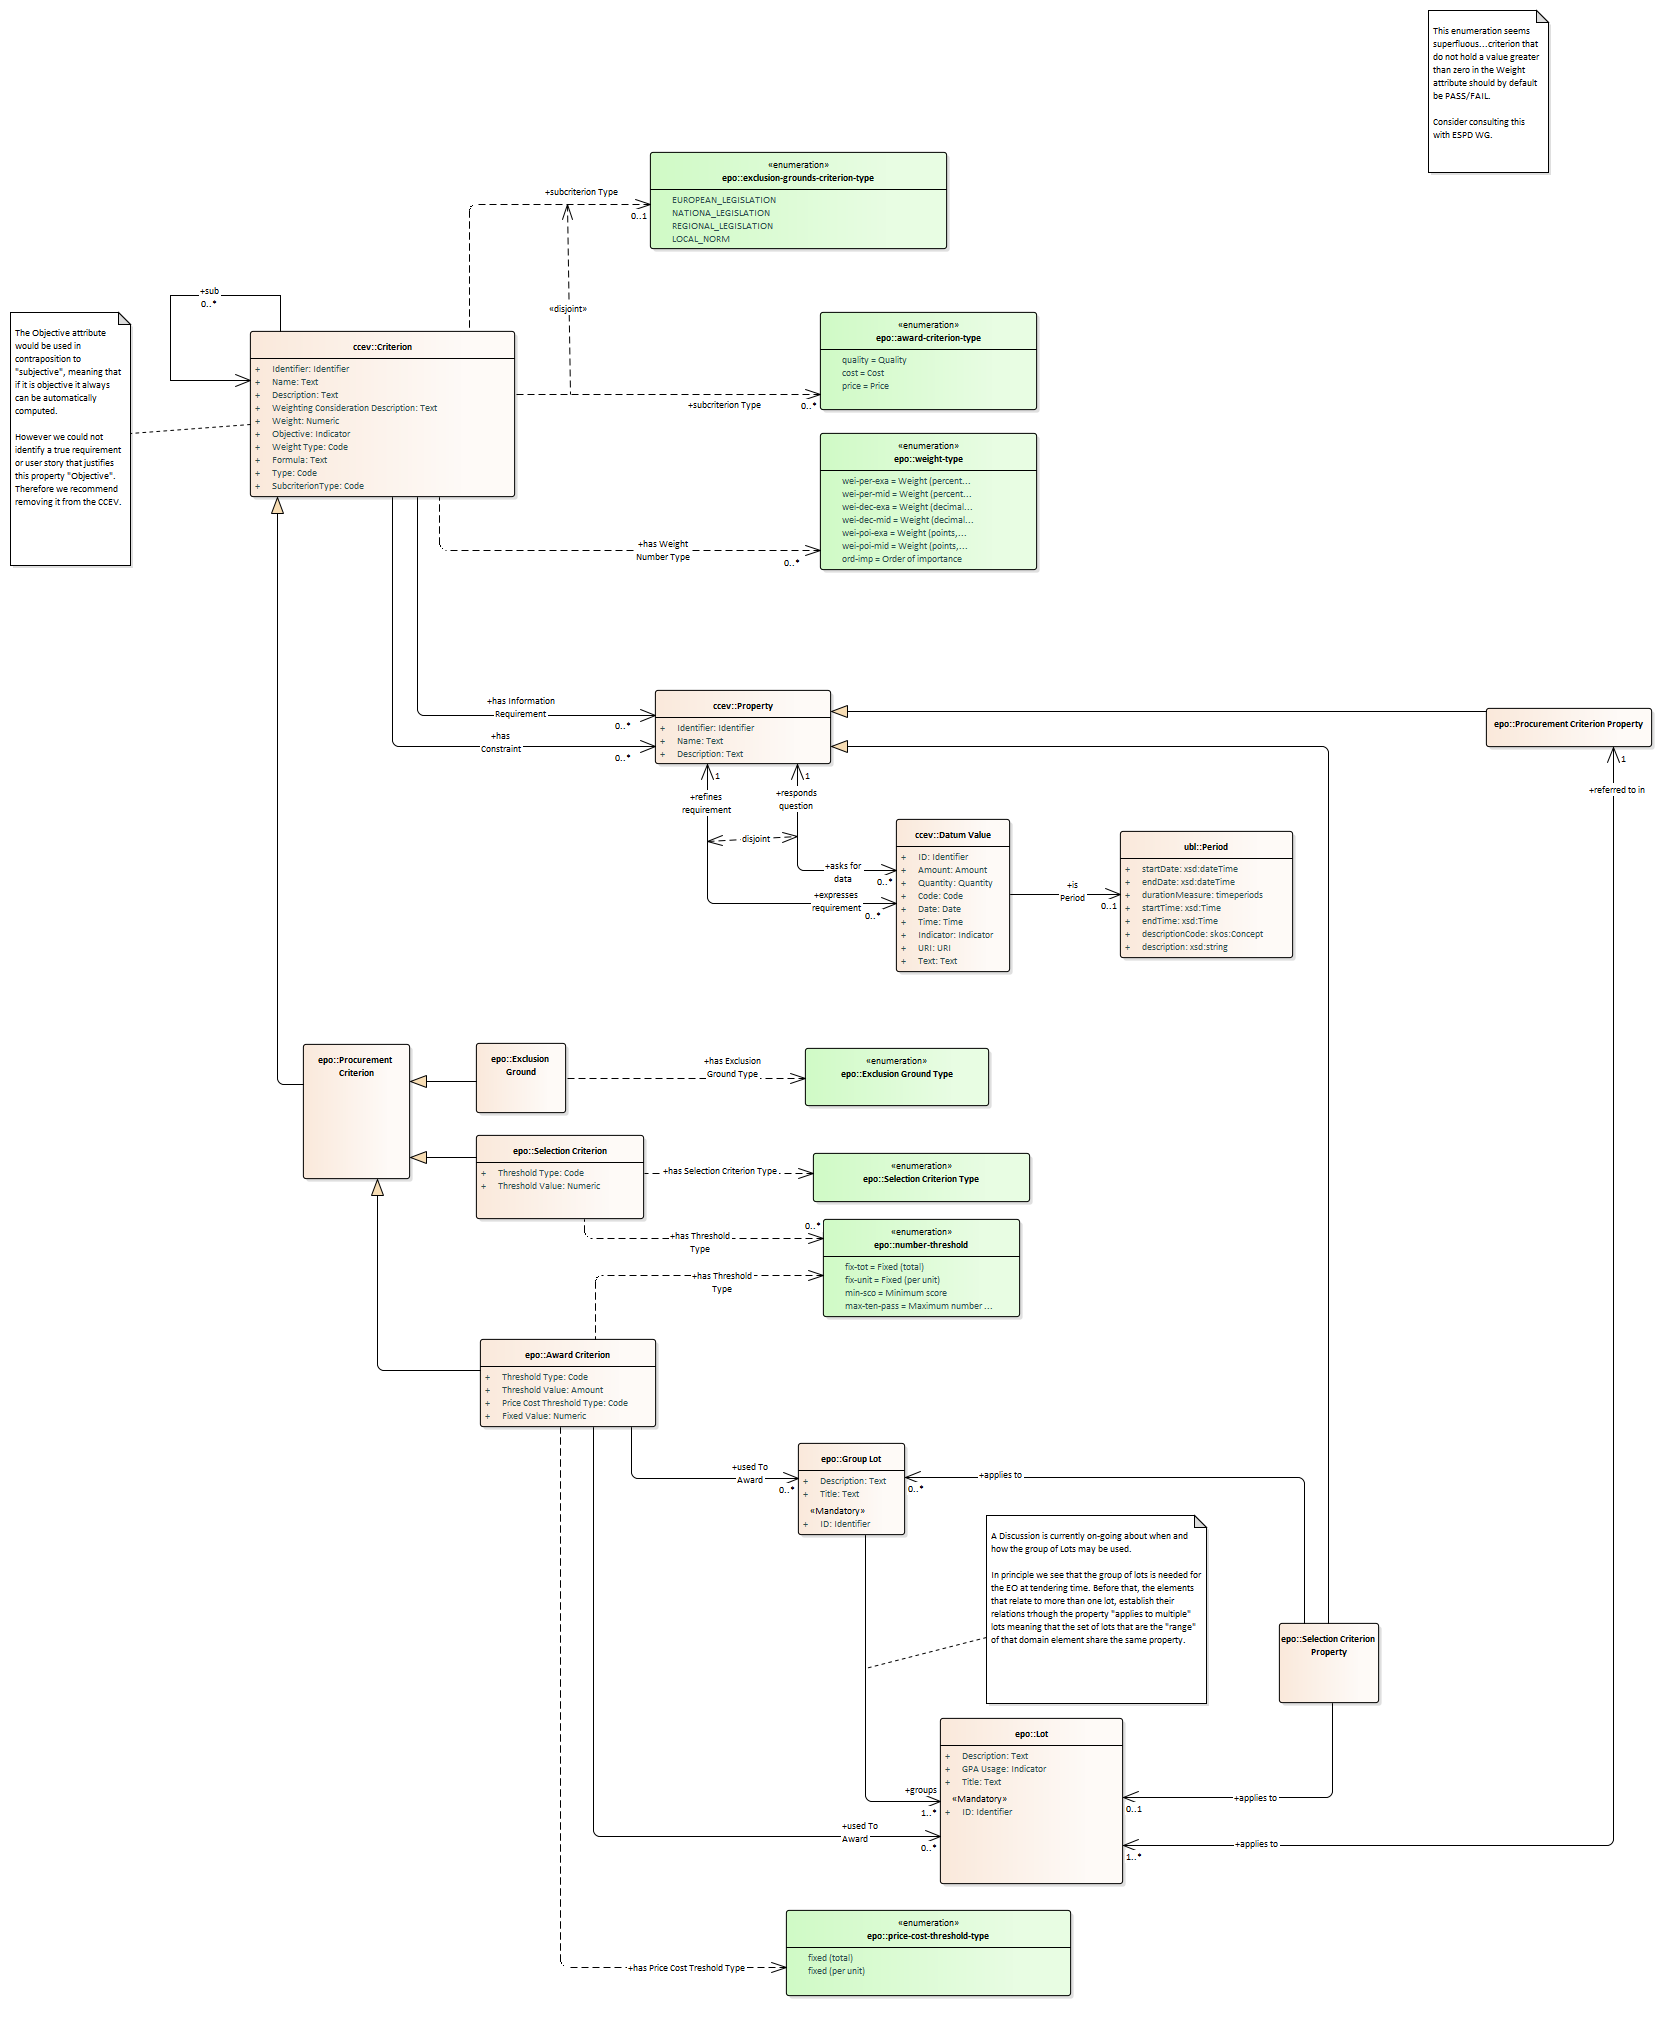 This enumeration seems
superfluous...criterion that
do not hold a value greater
than zero in the Weight
attribute should by default
be PASS/FAIL.
Consider consulting this
with ESPD WG.
«enumeration»
epo::exclusion-grounds-criterion-type
EUROPEAN_LEGISLATION
NATIONA_LEGISLATION
REGIONAL_LEGISLATION
LOCAL_NORM
+subcriterion Type
0..1
«disjoint»
+sub
0..*
The Objective attribute
would be used in
contraposition to
"subjective", meaning that
if it is objective it always
can be automatically
computed.
However we could not
identify a true requirement
or user story that justifies
this property "Objective".
Therefore we recommend
removing it from the CCEV.
ccev::Criterion
+ Identifier: Identifier
+ Name: Text
+ Description: Text
+ Weighting Consideration Description: Text
+ Weight: Numeric
+ Objective: Indicator
+ Weight Type: Code
+ Formula: Text
+ Type: Code
+ SubcriterionType: Code
«enumeration»
epo::award-criterion-type
quality = Quality
cost = Cost
price = Price
+subcriterion Type
0..*
«enumeration»
epo::weight-type
wei-per-exa = Weight (percent...
wei-per-mid = Weight (percent...
wei-dec-exa = Weight (decimal...
wei-dec-mid = Weight (decimal...
wei-poi-exa = Weight (points,...
wei-poi-mid = Weight (points,...
ord-imp = Order of importance
+has Weight
Number Type
0..*
+has Information
Requirement
0..*
+has
Constraint
0..*
ccev::Property
+ Identifier: Identifier
+ Name: Text
+ Description: Text
epo::Procurement Criterion Property
1
+referred to in
1
+refines
requirement
1
+responds
question
disjoint
+asks for
data
0..*
+expresses
requirement
0..*
ccev::Datum Value
+ ID: Identifier
+ Amount: Amount
+ Quantity: Quantity
+ Code: Code
+ Date: Date
+ Time: Time
+ Indicator: Indicator
+ URI: URI
+ Text: Text
+is
Period
0..1
ubl::Period
+ startDate: xsd:dateTime
+ endDate: xsd:dateTime
+ durationMeasure: timeperiods
+ startTime: xsd:Time
+ endTime: xsd:Time
+ descriptionCode: skos:Concept
+ description: xsd:string
epo::Procurement
Criterion
epo::Exclusion
Ground
+has Exclusion
Ground Type
«enumeration»
epo::Exclusion Ground Type
epo::Selection Criterion
+ Threshold Type: Code
+ Threshold Value: Numeric
+has Selection Criterion Type
«enumeration»
epo::Selection Criterion Type
+has Threshold
Type
0..*
«enumeration»
epo::number-threshold
fix-tot = Fixed (total)
fix-unit = Fixed (per unit)
min-sco = Minimum score
max-ten-pass = Maximum number ...
+has Threshold
Type
epo::Award Criterion
+ Threshold Type: Code
+ Threshold Value: Amount
+ Price Cost Threshold Type: Code
+ Fixed Value: Numeric
+used To
Award
0..*
epo::Group Lot
+ Description: Text
+ Title: Text
«Mandatory»
+ ID: Identifier
+applies to
0..*
A Discussion is currently on-going about when and
how the group of Lots may be used.
In principle we see that the group of lots is needed for
the EO at tendering time. Before that, the elements
that relate to more than one lot, establish their
relations trhough the property "applies to multiple"
lots meaning that the set of lots that are the "range"
of that domain element share the same property.
epo::Selection Criterion
Property
epo::Lot
+ Description: Text
+ GPA Usage: Indicator
+ Title: Text
«Mandatory»
+ ID: Identifier
+groups
1..*
+used To
Award
0..*
+applies to
0..1
+applies to
1..*
«enumeration»
epo::price-cost-threshold-type
fixed (total)
fixed (per unit)
+has Price Cost Treshold Type